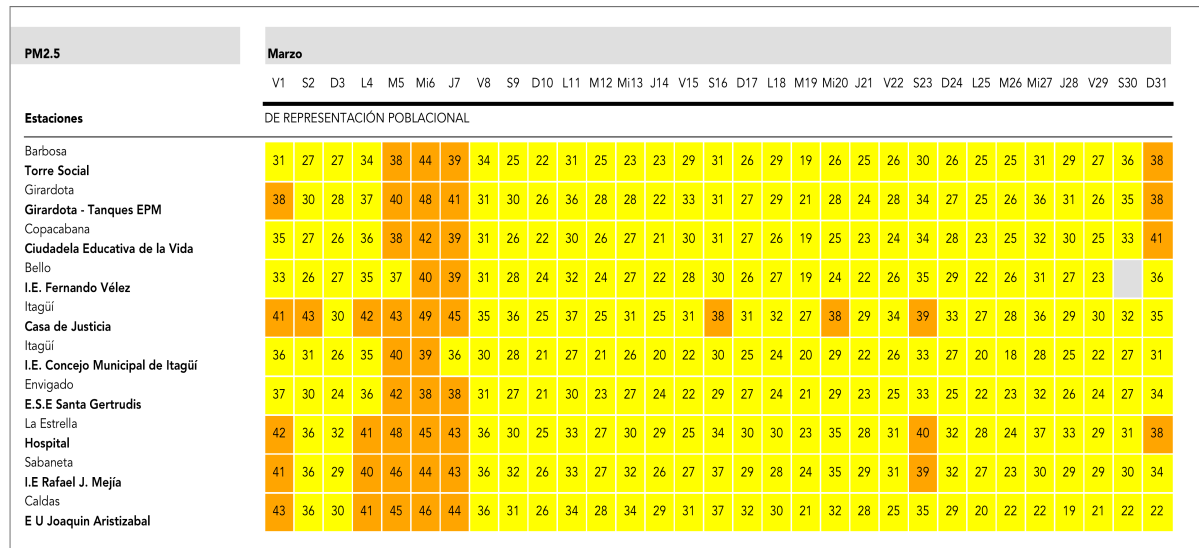 PM2.5 Marzo
V1 S2 D3 L4 M5 Mi6 J7 V8 S9 D10 L11 M12 Mi13 J14 V15 S16 D17 L18 M19 Mi20 J21 V22 S23 D24 L25 M26 Mi27 J28 V29 S30 D31
Estaciones DE REPRESENTACIÓN POBLACIONAL
Barbosa
Torre Social 31 27 27 34 38 44 39 34 25 22 31 25 23 23 29 31 26 29 19 26 25 26 30 26 25 25 31 29 27 36 38
Girardota
Girardota - Tanques EPM 38 30 28 37 40 48 41 31 30 26 36 28 28 22 33 31 27 29 21 28 24 28 34 27 25 26 36 31 26 35 38
Copacabana
Ciudadela Educativa de la Vida 35 27 26 36 38 42 39 31 26 22 30 26 27 21 30 31 27 26 19 25 23 24 34 28 23 25 32 30 25 33 41
Bello
I.E. Fernando Vélez 33 26 27 35 37 40 39 31 28 24 32 24 27 22 28 30 26 27 19 24 22 26 35 29 22 26 31 27 23 36
Itagüí
Casa de Justicia 41 43 30 42 43 49 45 35 36 25 37 25 31 25 31 38 31 32 27 38 29 34 39 33 27 28 36 29 30 32 35
Itagüí
I.E. Concejo Municipal de Itagüí 36 31 26 35 40 39 36 30 28 21 27 21 26 20 22 30 25 24 20 29 22 26 33 27 20 18 28 25 22 27 31
Envigado
E.S.E Santa Gertrudis 37 30 24 36 42 38 38 31 27 21 30 23 27 24 22 29 27 24 21 29 23 25 33 25 22 23 32 26 24 27 34
La Estrella
Hospital 42 36 32 41 48 45 43 36 30 25 33 27 30 29 25 34 30 30 23 35 28 31 40 32 28 24 37 33 29 31 38
Sabaneta
I.E Rafael J. Mejía 41 36 29 40 46 44 43 36 32 26 33 27 32 26 27 37 29 28 24 35 29 31 39 32 27 23 30 29 29 30 34
Caldas
E U Joaquin Aristizabal 43 36 30 41 45 46 44 36 31 26 34 28 34 29 31 37 32 30 21 32 28 25 35 29 20 22 22 19 21 22 22